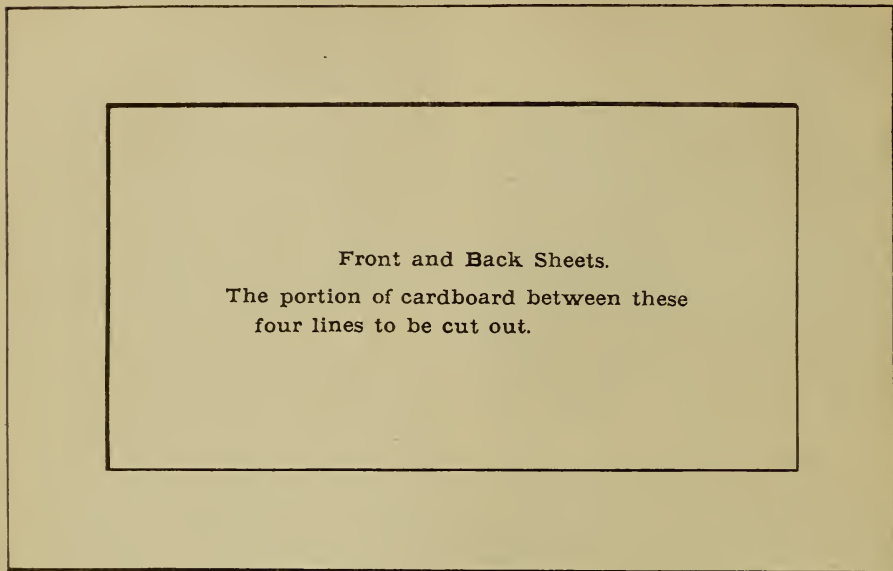 Front and Back Sheets.
The portion of cardboard between these
four lines to be cut out.